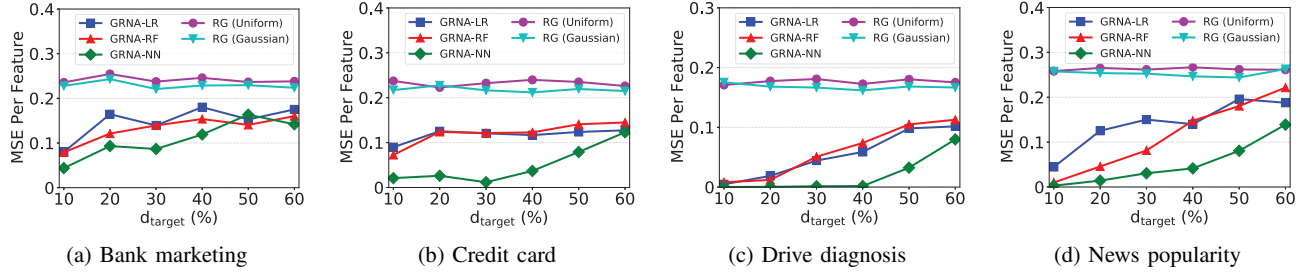 MSE Per Feature
0.4
0.3
0.2
0.1
0
GRNA-LR
GRNA-RF
GRNA-NN
RG (Uniform)
RG (Gaussian)
10 20 30 40 50 60
d_target (%)
(a) Bank marketing
MSE Per Feature
0.4
0.3
0.2
0.1
0
GRNA-LR
GRNA-RF
GRNA-NN
RG (Uniform)
RG (Gaussian)
10 20 30 40 50 60
d_target (%)
(b) Credit card
MSE Per Feature
0.3
0.2
0.1
0
GRNA-LR
GRNA-RF
GRNA-NN
RG (Uniform)
RG (Gaussian)
10 20 30 40 50 60
d_target (%)
(c) Drive diagnosis
MSE Per Feature
0.4
0.3
0.2
0.1
0
GRNA-LR
GRNA-RF
GRNA-NN
RG (Uniform)
RG (Gaussian)
10 20 30 40 50 60
d_target (%)
(d) News popularity